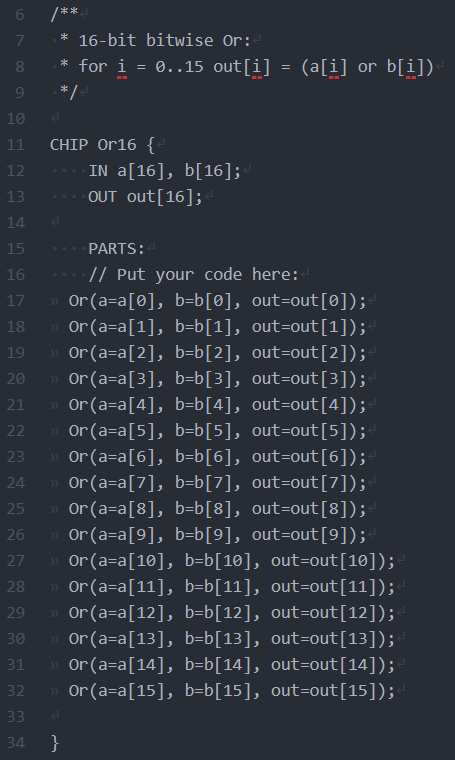 6 /**
7  * 16-bit bitwise Or:
8  * for i = 0..15 out[i] = (a[i] or b[i])
9  */
10
11 CHIP Or16 {
12     IN a[16], b[16];
13     OUT out[16];
14
15     PARTS:
16     // Put your code here:
17 » Or(a=a[0], b=b[0], out=out[0]);
18 » Or(a=a[1], b=b[1], out=out[1]);
19 » Or(a=a[2], b=b[2], out=out[2]);
20 » Or(a=a[3], b=b[3], out=out[3]);
21 » Or(a=a[4], b=b[4], out=out[4]);
22 » Or(a=a[5], b=b[5], out=out[5]);
23 » Or(a=a[6], b=b[6], out=out[6]);
24 » Or(a=a[7], b=b[7], out=out[7]);
25 » Or(a=a[8], b=b[8], out=out[8]);
26 » Or(a=a[9], b=b[9], out=out[9]);
27 » Or(a=a[10], b=b[10], out=out[10]);
28 » Or(a=a[11], b=b[11], out=out[11]);
29 » Or(a=a[12], b=b[12], out=out[12]);
30 » Or(a=a[13], b=b[13], out=out[13]);
31 » Or(a=a[14], b=b[14], out=out[14]);
32 » Or(a=a[15], b=b[15], out=out[15]);
33
34 }